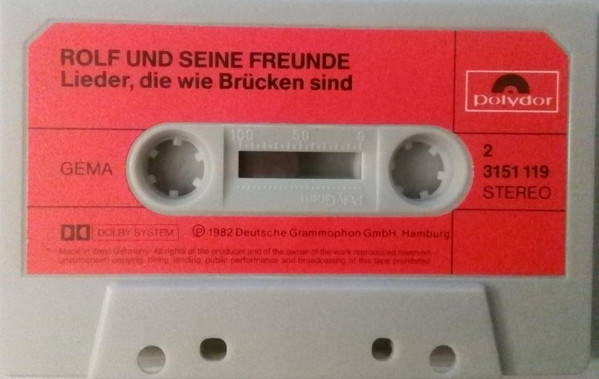 ROLF UND SEINE FREUNDE
Lieder, die wie Brücken sind
polydor
100 50 0
GEMA
2
3151 119
STEREO
PolyGram
DOLBY SYSTEM
Ⓟ 1982 Deutsche Grammophon GmbH, Hamburg
Made in West Germany. All rights of the producer and of the owner of the work reproduced reserved.
Unauthorised copying, hiring, lending, public performance and broadcasting of this tape prohibited